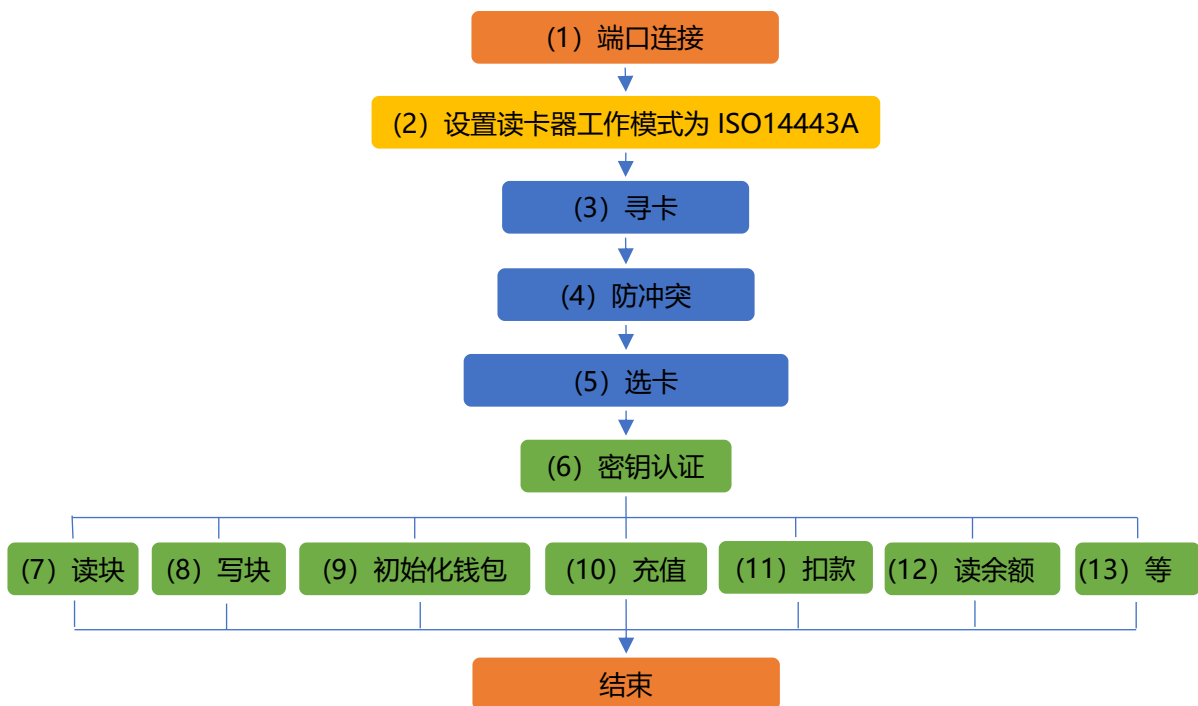 (1）端口连接
(2）设置读卡器工作模式为 ISO14443A
(3）寻卡
(4）防冲突
(5）选卡
(6）密钥认证
(7）读块
(8）写块
(9）初始化钱包
(10）充值
(11）扣款
(12）读余额
(13）等
结束